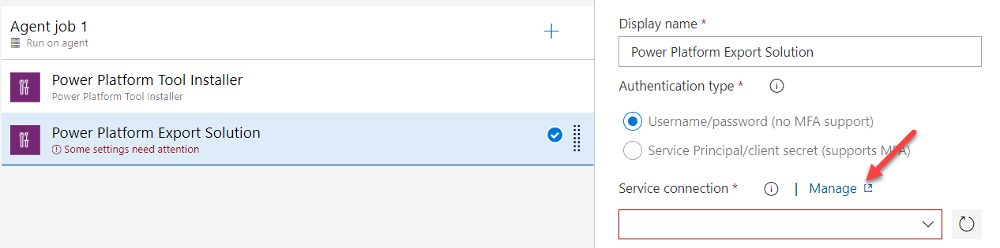 Agent job 1
Run on agent
Power Platform Tool Installer
Power Platform Tool Installer
Power Platform Export Solution
Some settings need attention
Display name *
Power Platform Export Solution
Authentication type *
Username/password (no MFA support)
Service Principal/client secret (supports MFA)
Service connection * | Manage